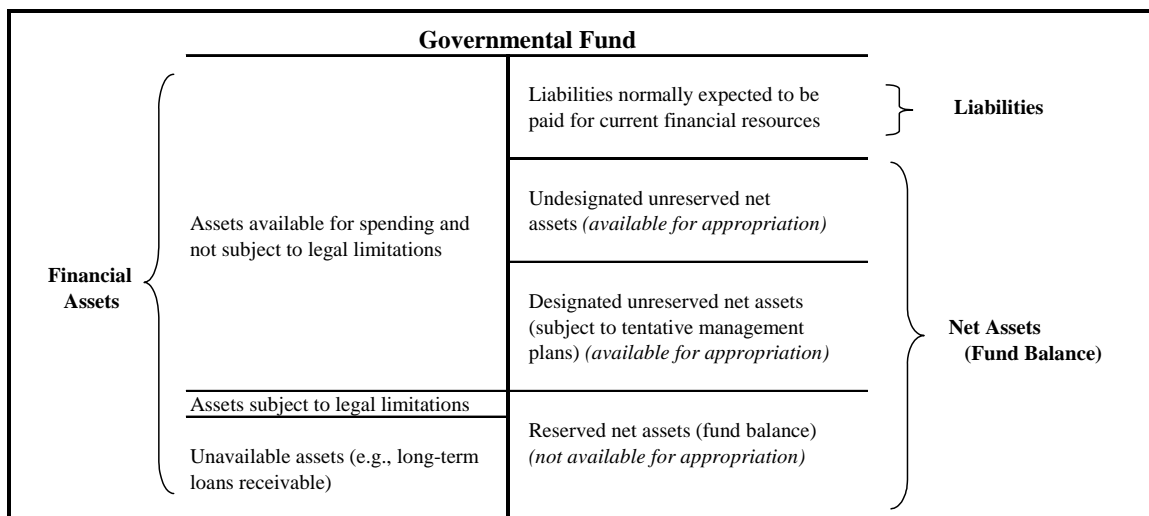 Governmental Fund
Financial
Assets
Assets available for spending and
not subject to legal limitations
Assets subject to legal limitations
Unavailable assets (e.g., long-term
loans receivable)
Liabilities normally expected to be
paid for current financial resources
Undesignated unreserved net
assets (available for appropriation)
Designated unreserved net assets
(subject to tentative management
plans) (available for appropriation)
Reserved net assets (fund balance)
(not available for appropriation)
Liabilities
Net Assets
(Fund Balance)